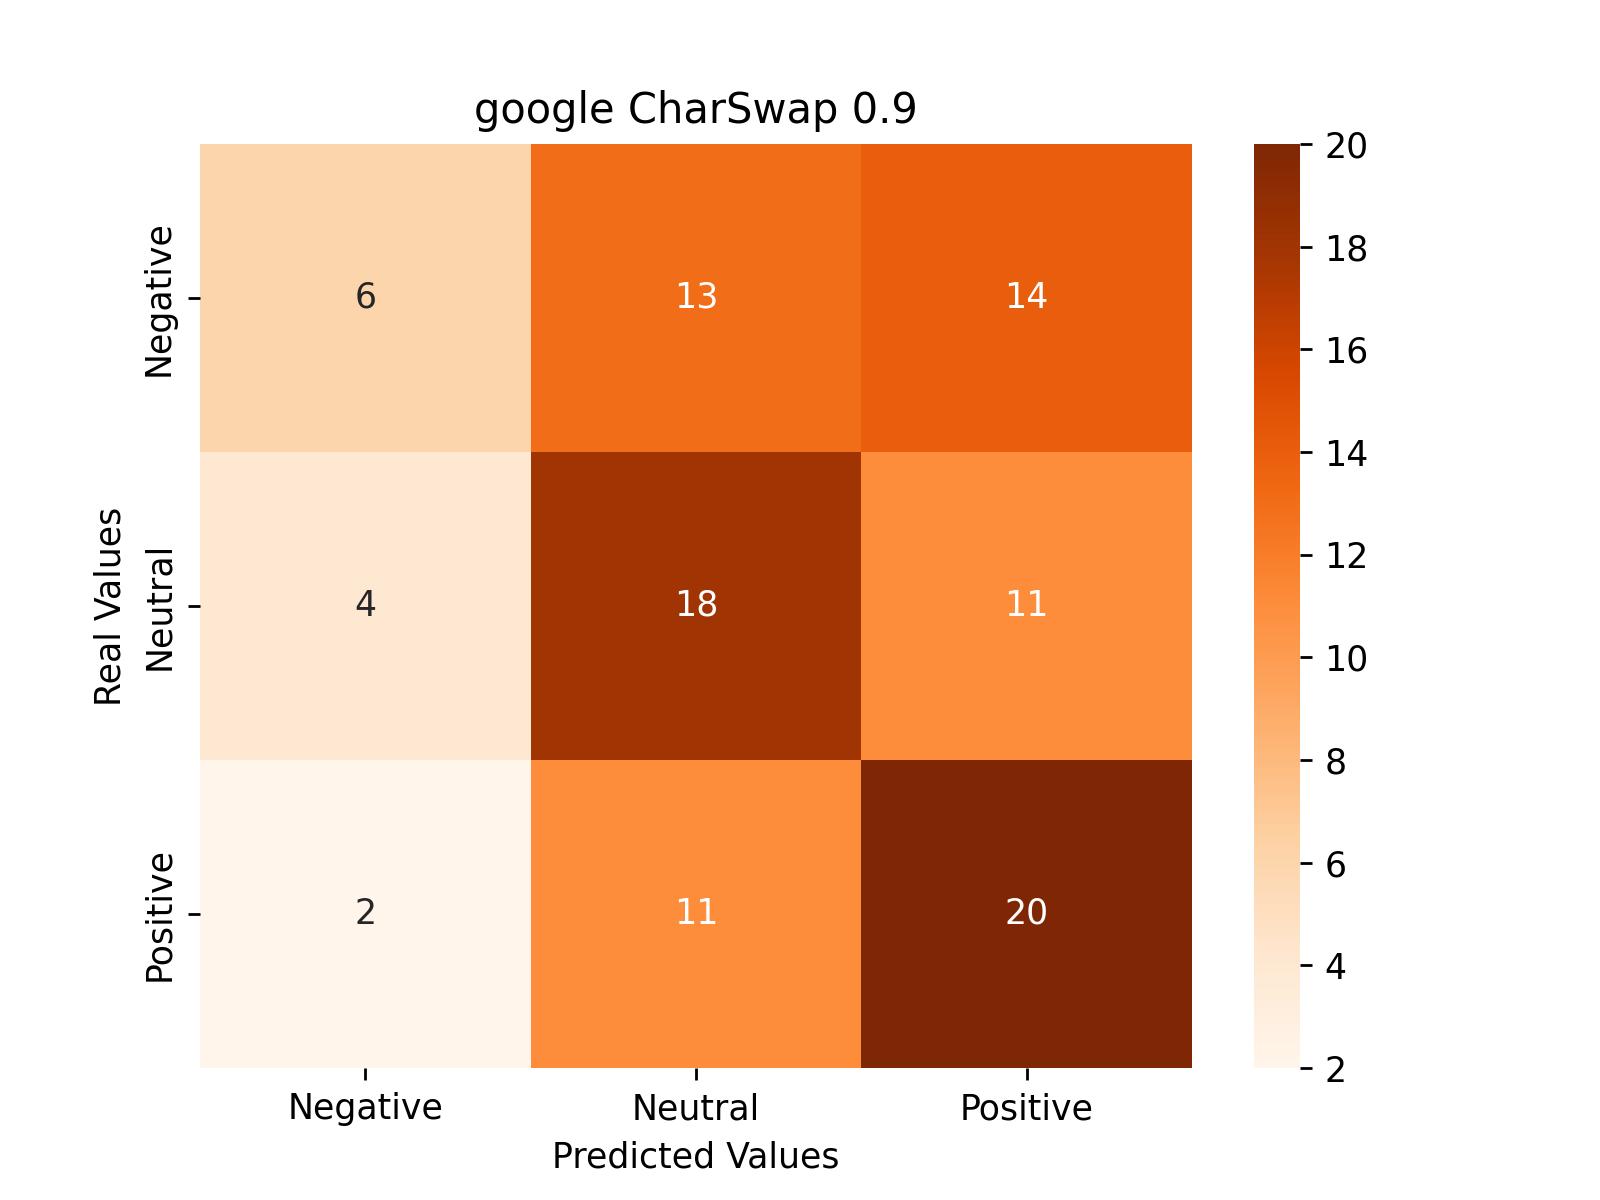 google CharSwap 0.9
Real Values
Negative
6 13 14
Neutral
4 18 11
Positive
2 11 20
Negative Neutral Positive
Predicted Values
20
18
16
14
12
10
8
6
4
2